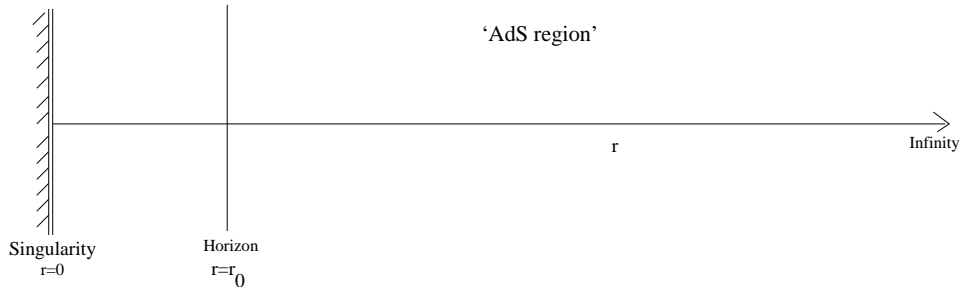 ‘AdS region’
r
Infinity
Singularity
r=0
Horizon
r=r0